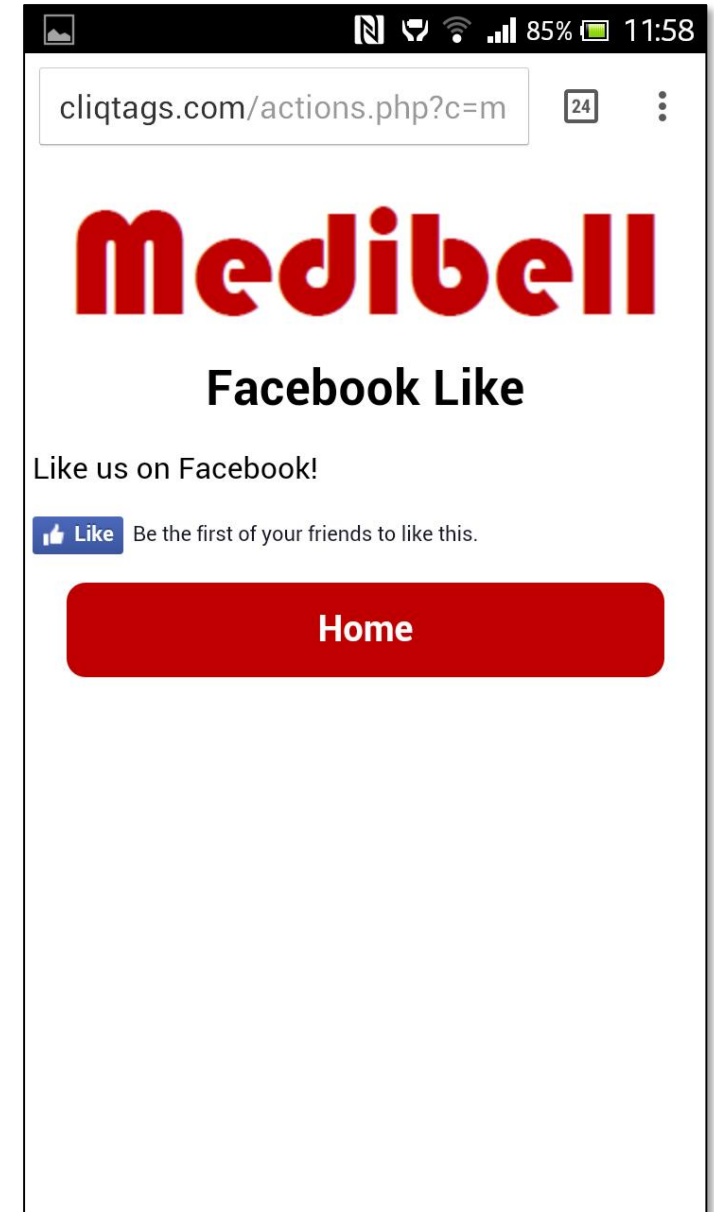 85% 11:58
cliqtags.com/actions.php?c=m 24
Medibell
Facebook Like
Like us on Facebook!
Like Be the first of your friends to like this.
Home